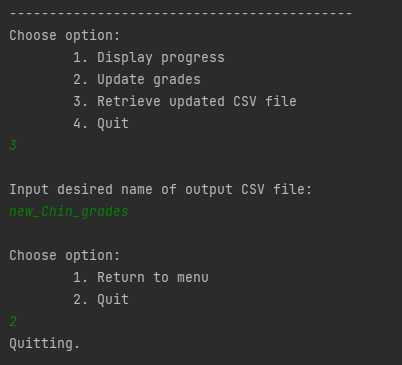 -------------------------------------------
Choose option:
        1. Display progress
        2. Update grades
        3. Retrieve updated CSV file
        4. Quit
3
Input desired name of output CSV file:
new_Chin_grades
Choose option:
        1. Return to menu
        2. Quit
2
Quitting.